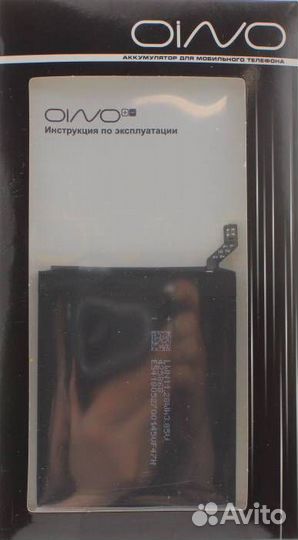 OINO
АККУМУЛЯТОР ДЛЯ МОБИЛЬНОГО ТЕЛЕФОНА
OINO
Инструкция по эксплуатации
Avito